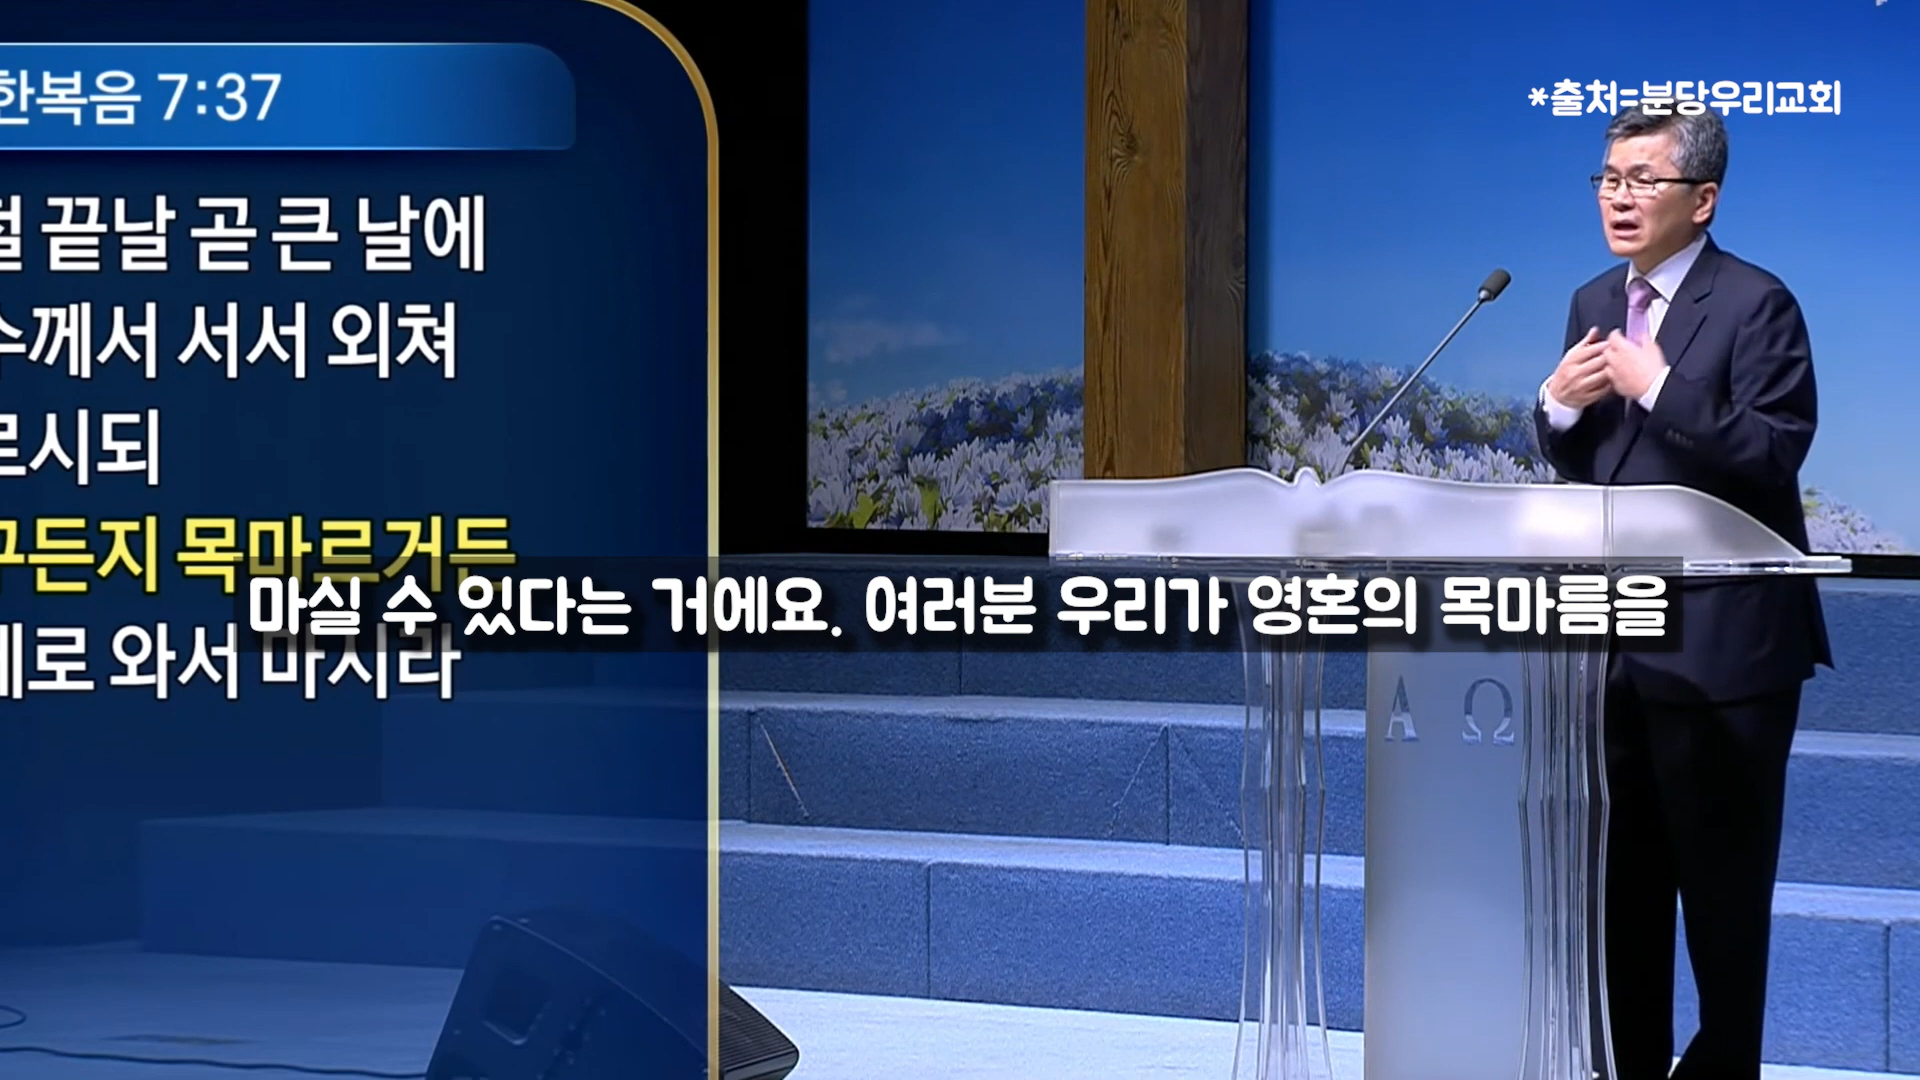 한복음 7:37
*출처=분당우리교회
절 끝날 곧 큰 날에
수께서 서서 외쳐
르시되
구든지 목마르거든
마실 수 있다는 거에요. 여러분 우리가 영혼의 목마름을
게로 와서 마시라
Α Ω